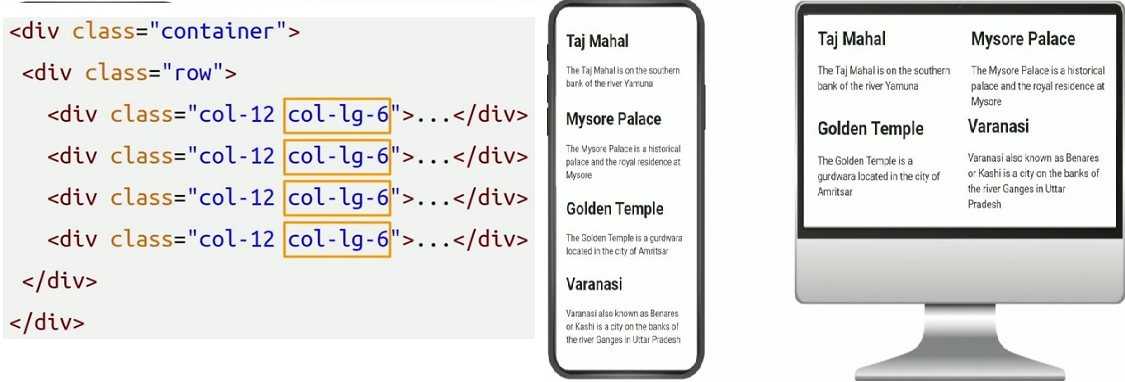 <div class="container">
<div class="row">
<div class="col-12 col-lg-6">...</div>
<div class="col-12 col-lg-6">...</div>
<div class="col-12 col-lg-6">...</div>
<div class="col-12 col-lg-6">...</div>
</div>
</div>
Taj Mahal
The Taj Mahal is on the southern
bank of the river Yamuna
Mysore Palace
The Mysore Palace is a historical
palace and the royal residence at
Mysore
Golden Temple
The Golden Temple is a gurdwara
located in the city of Amritsar
Varanasi
Varanasi also known as Benares
or Kashi is a city on the banks of
the river Ganges in Uttar Pradesh
Taj Mahal
The Taj Mahal is on the southern
bank of the river Yamuna
Mysore Palace
The Mysore Palace is a historical
palace and the royal residence at
Mysore
Golden Temple
The Golden Temple is a
gurdwara located in the city of
Amritsar
Varanasi
Varanasi also known as Benares
or Kashi is a city on the banks of
the river Ganges in Uttar
Pradesh